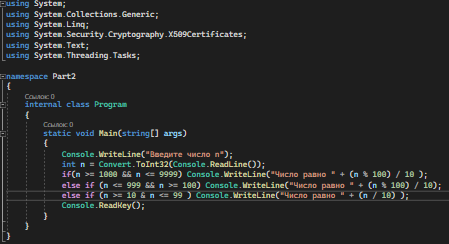 using System;
using System.Collections.Generic;
using System.Linq;
using System.Security.Cryptography.X509Certificates;
using System.Text;
using System.Threading.Tasks;
namespace Part2
{
Ссылок: 0
internal class Program
{
Ссылок: 0
static void Main(string[] args)
{
Console.WriteLine("Введите число n");
int n = Convert.ToInt32(Console.ReadLine());
if(n >= 1000 && n <= 9999) Console.WriteLine("Число равно " + (n % 100) / 10 );
else if (n <= 999 && n >= 100) Console.WriteLine("Число равно " + (n % 100) / 10);
else if (n >= 10 & n <= 99 ) Console.WriteLine("Число равно " + (n / 10) );
Console.ReadKey();
}
}
}